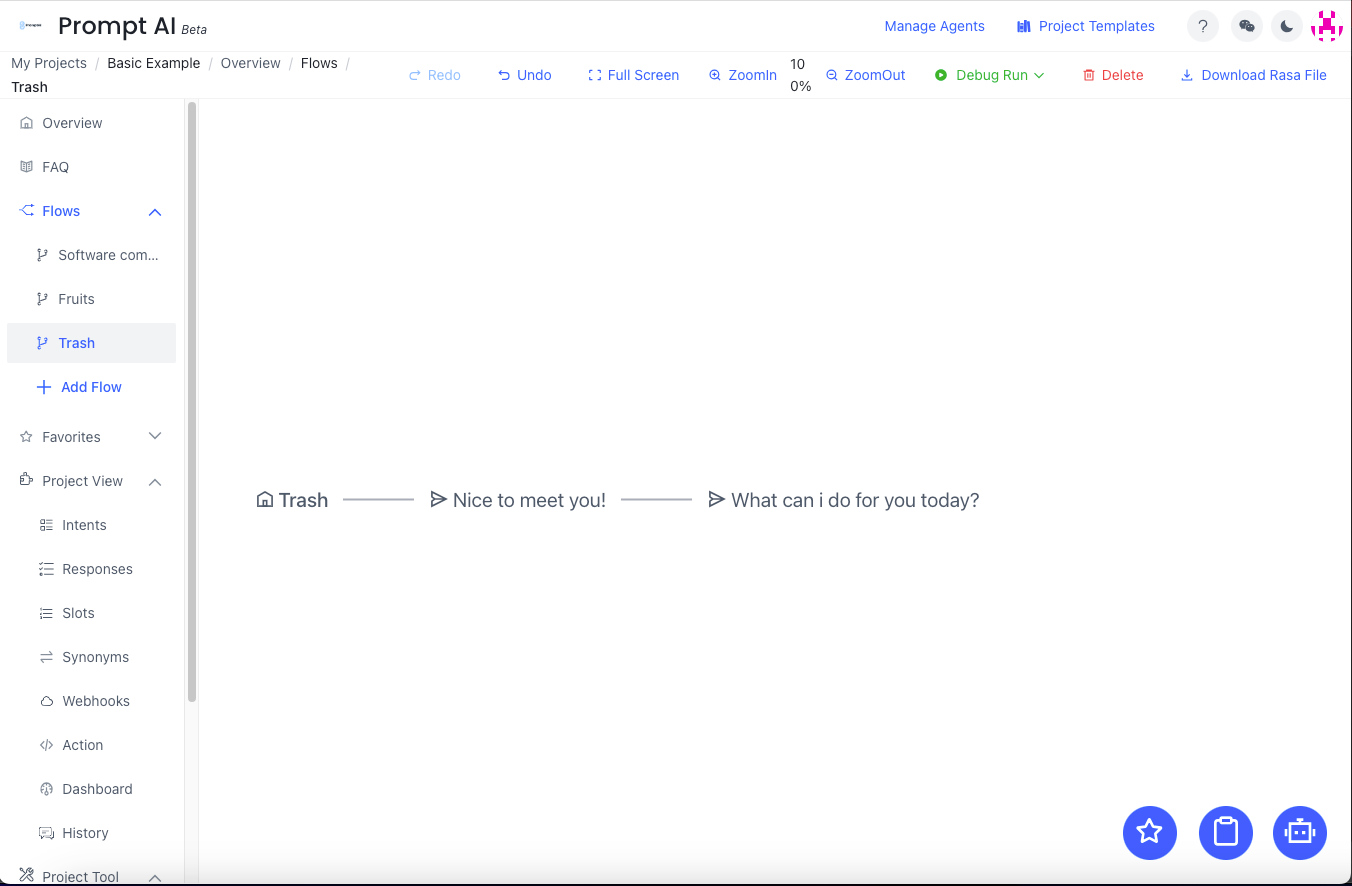 Prompt AI Beta
Manage Agents
Project Templates
?
My Projects / Basic Example / Overview / Flows /
Trash
Redo
Undo
Full Screen
ZoomIn
10
0%
ZoomOut
Debug Run
Delete
Download Rasa File
Overview
FAQ
Flows
Software com...
Fruits
Trash
Add Flow
Favorites
Project View
Intents
Responses
Slots
Synonyms
Webhooks
Action
Dashboard
History
Project Tool
Trash
Nice to meet you!
What can i do for you today?